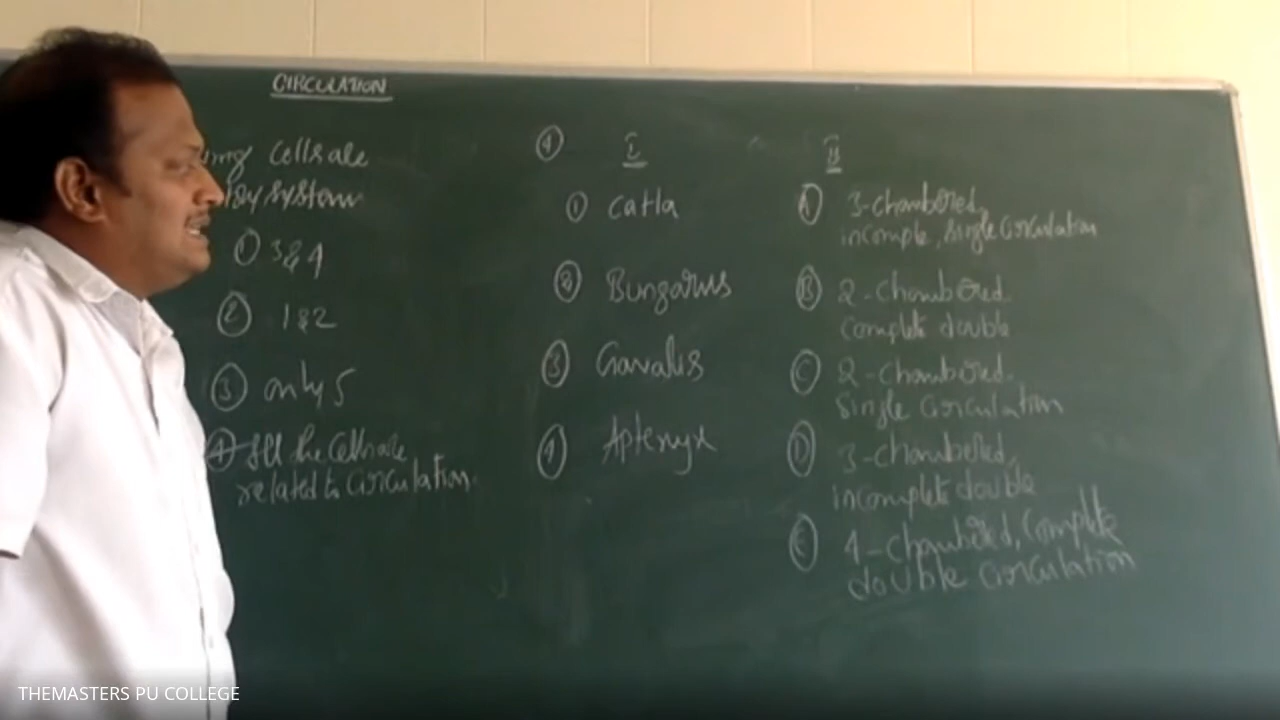 CIRCULATION
cells are
system
① 3&4
② 1&2
③ only 5
④ all the cells are
related to circulation
④ I II
① Catla
② Bungarus
③ Gavalis
④ Apteryx
Ⓐ 3-chambered,
incomple, single circulation
Ⓑ 2-chambered
complete double
Ⓒ 2-chambered
single circulation
Ⓓ 3-chambered,
incomplete double
Ⓔ 4-chambered, complete
double circulation
THEMASTERS PU COLLEGE